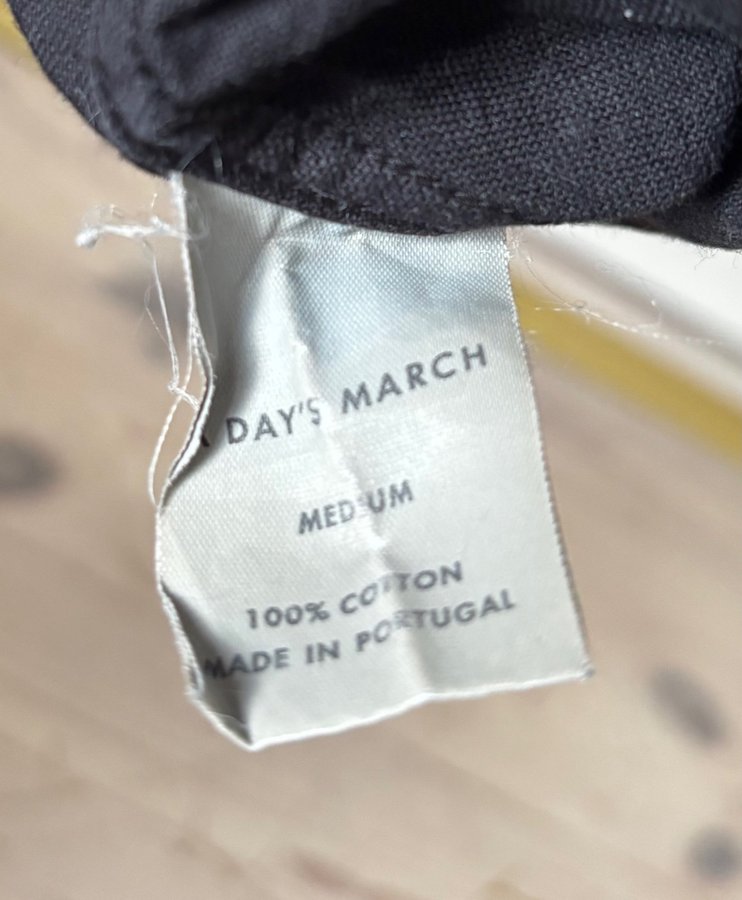 A DAY'S MARCH
MEDIUM
100% COTTON
MADE IN PORTUGAL